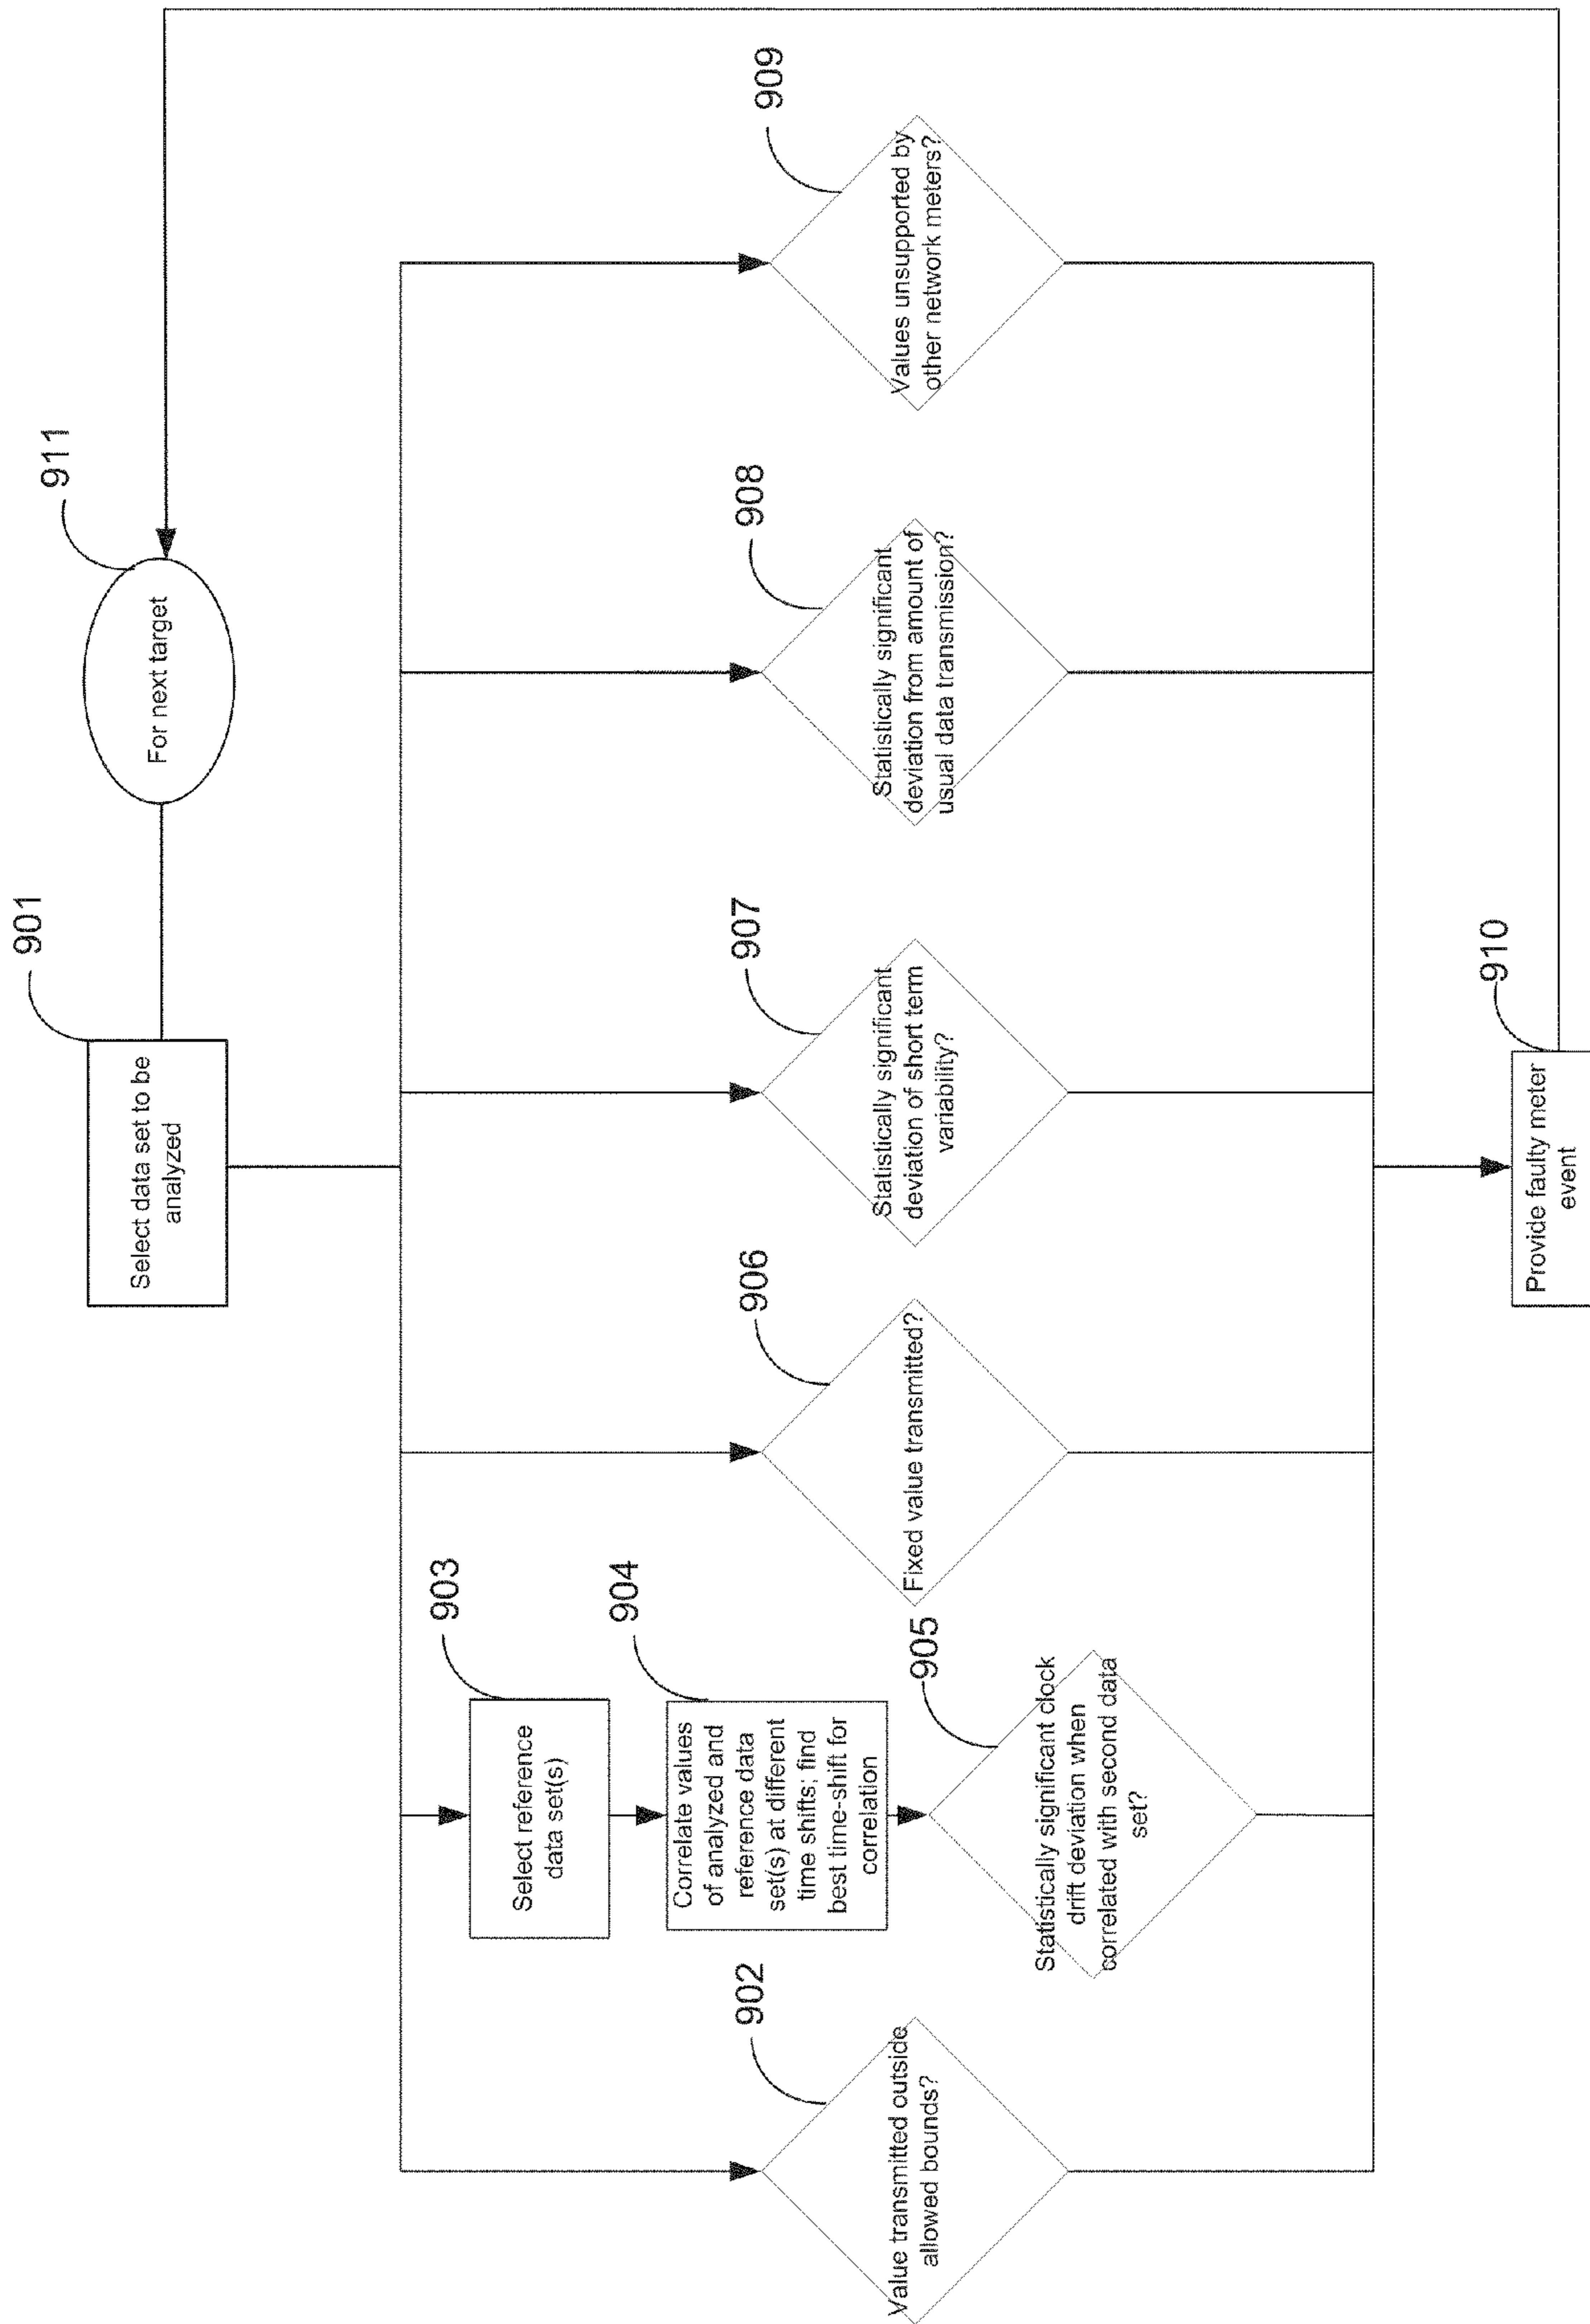 901
Select data set to be
analyzed
911
For next target
902
Value transmitted outside
allowed bounds?
903
Select reference
data set(s)
904
Correlate values
of analyzed and
reference data
set(s) at different
time shifts; find
best time-shift for
correlation
905
Statistically significant clock
drift deviation when
correlated with second data
set?
906
Fixed value transmitted?
907
Statistically significant
deviation of short term
variability?
908
Statistically significant
deviation from amount of
usual data transmission?
909
Values unsupported by
other network meters?
910
Provide faulty meter
event